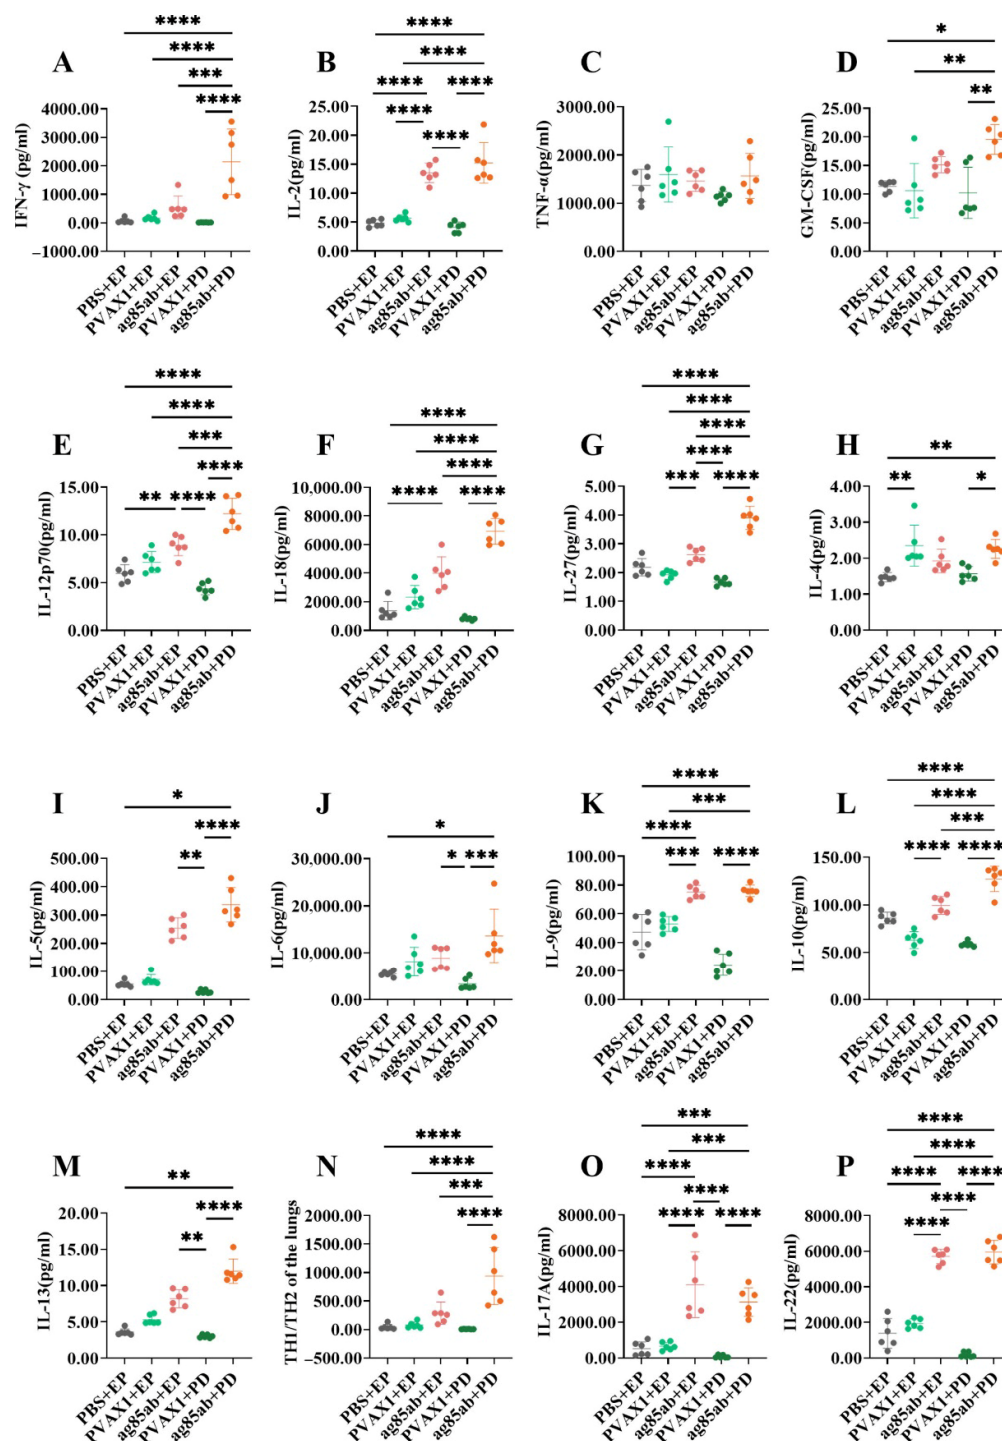 A
****
****
***
****
IFN-γ (pg/ml)
4000.00
3000.00
2000.00
1000.00
0.00
−1000.00
PBS+EP
PVAX1+EP
ag85ab+EP
PVAX1+PD
ag85ab+PD
B
****
****
****
****
****
****
IL-2(pg/ml)
25.00
20.00
15.00
10.00
5.00
0.00
PBS+EP
PVAX1+EP
ag85ab+EP
PVAX1+PD
ag85ab+PD
C
TNF-α(pg/ml)
3000.00
2000.00
1000.00
0.00
PBS+EP
PVAX1+EP
ag85ab+EP
PVAX1+PD
ag85ab+PD
D
*
**
**
GM-CSF(pg/ml)
25.00
20.00
15.00
10.00
5.00
0.00
PBS+EP
PVAX1+EP
ag85ab+EP
PVAX1+PD
ag85ab+PD
E
****
****
***
****
**
****
IL-12p70(pg/ml)
15.00
10.00
5.00
0.00
PBS+EP
PVAX1+EP
ag85ab+EP
PVAX1+PD
ag85ab+PD
F
****
****
****
****
****
IL-18(pg/ml)
10,000.00
8000.00
6000.00
4000.00
2000.00
0.00
PBS+EP
PVAX1+EP
ag85ab+EP
PVAX1+PD
ag85ab+PD
G
****
****
****
****
***
****
IL-27(pg/ml)
5.00
4.00
3.00
2.00
1.00
0.00
PBS+EP
PVAX1+EP
ag85ab+EP
PVAX1+PD
ag85ab+PD
H
**
**
*
IL-4(pg/ml)
4.00
3.00
2.00
1.00
0.00
PBS+EP
PVAX1+EP
ag85ab+EP
PVAX1+PD
ag85ab+PD
I
*
****
**
IL-5(pg/ml)
500.00
400.00
300.00
200.00
100.00
0.00
PBS+EP
PVAX1+EP
ag85ab+EP
PVAX1+PD
ag85ab+PD
J
*
*
***
IL-6(pg/ml)
30,000.00
20,000.00
10,000.00
0.00
PBS+EP
PVAX1+EP
ag85ab+EP
PVAX1+PD
ag85ab+PD
K
****
***
****
***
****
IL-9(pg/ml)
100.00
80.00
60.00
40.00
20.00
0.00
PBS+EP
PVAX1+EP
ag85ab+EP
PVAX1+PD
ag85ab+PD
L
****
****
***
****
****
IL-10(pg/ml)
150.00
100.00
50.00
0.00
PBS+EP
PVAX1+EP
ag85ab+EP
PVAX1+PD
ag85ab+PD
M
**
****
**
IL-13(pg/ml)
20.00
15.00
10.00
5.00
0.00
PBS+EP
PVAX1+EP
ag85ab+EP
PVAX1+PD
ag85ab+PD
N
****
****
***
****
TH1/TH2 of the lungs
2000.00
1500.00
1000.00
500.00
0.00
−500.00
PBS+EP
PVAX1+EP
ag85ab+EP
PVAX1+PD
ag85ab+PD
O
***
***
****
****
****
****
IL-17A(pg/ml)
8000.00
6000.00
4000.00
2000.00
0.00
PBS+EP
PVAX1+EP
ag85ab+EP
PVAX1+PD
ag85ab+PD
P
****
****
****
****
****
****
IL-22(pg/ml)
8000.00
6000.00
4000.00
2000.00
0.00
PBS+EP
PVAX1+EP
ag85ab+EP
PVAX1+PD
ag85ab+PD